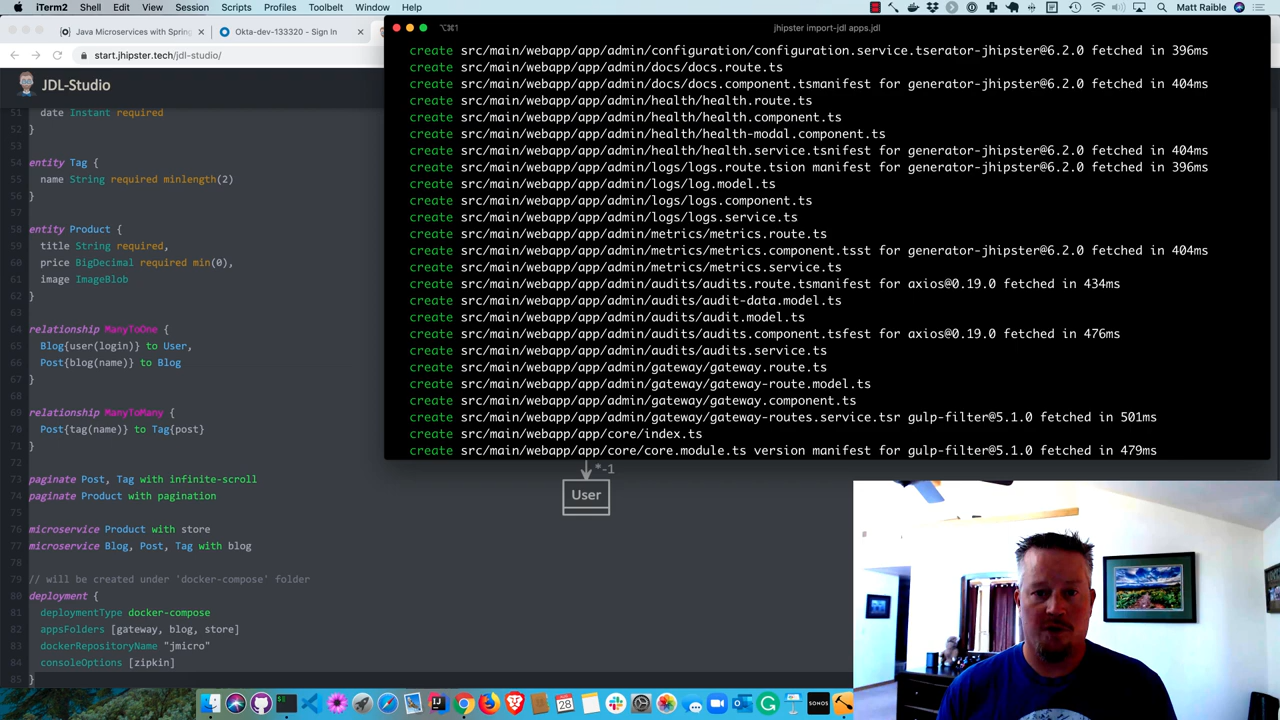 iTerm2 Shell Edit View Session Scripts Profiles Toolbelt Window Help
Matt Raible
Java Microservices with Spring
Okta-dev-133320 - Sign In
start.jhipster.tech/jdl-studio/
JDL-Studio
⌥⌘1
jhipster import-jdl apps.jdl
51 date Instant required
52 }
53
54 entity Tag {
55 name String required minlength(2)
56 }
57
58 entity Product {
59 title String required,
60 price BigDecimal required min(0),
61 image ImageBlob
62 }
63
64 relationship ManyToOne {
65 Blog{user(login)} to User,
66 Post{blog(name)} to Blog
67 }
68
69 relationship ManyToMany {
70 Post{tag(name)} to Tag{post}
71 }
72
73 paginate Post, Tag with infinite-scroll
74 paginate Product with pagination
75
76 microservice Product with store
77 microservice Blog, Post, Tag with blog
78
79 // will be created under 'docker-compose' folder
80 deployment {
81 deploymentType docker-compose
82 appsFolders [gateway, blog, store]
83 dockerRepositoryName "jmicro"
84 consoleOptions [zipkin]
85 }
create src/main/webapp/app/admin/configuration/configuration.service.tserator-jhipster@6.2.0 fetched in 396ms
create src/main/webapp/app/admin/docs/docs.route.ts
create src/main/webapp/app/admin/docs/docs.component.tsmanifest for generator-jhipster@6.2.0 fetched in 404ms
create src/main/webapp/app/admin/health/health.route.ts
create src/main/webapp/app/admin/health/health.component.ts
create src/main/webapp/app/admin/health/health-modal.component.ts
create src/main/webapp/app/admin/health/health.service.tsnifest for generator-jhipster@6.2.0 fetched in 404ms
create src/main/webapp/app/admin/logs/logs.route.tsion manifest for generator-jhipster@6.2.0 fetched in 396ms
create src/main/webapp/app/admin/logs/log.model.ts
create src/main/webapp/app/admin/logs/logs.component.ts
create src/main/webapp/app/admin/logs/logs.service.ts
create src/main/webapp/app/admin/metrics/metrics.route.ts
create src/main/webapp/app/admin/metrics/metrics.component.tsst for generator-jhipster@6.2.0 fetched in 404ms
create src/main/webapp/app/admin/metrics/metrics.service.ts
create src/main/webapp/app/admin/audits/audits.route.tsmanifest for axios@0.19.0 fetched in 434ms
create src/main/webapp/app/admin/audits/audit-data.model.ts
create src/main/webapp/app/admin/audits/audit.model.ts
create src/main/webapp/app/admin/audits/audits.component.tsfest for axios@0.19.0 fetched in 476ms
create src/main/webapp/app/admin/audits/audits.service.ts
create src/main/webapp/app/admin/gateway/gateway.route.ts
create src/main/webapp/app/admin/gateway/gateway-route.model.ts
create src/main/webapp/app/admin/gateway/gateway.component.ts
create src/main/webapp/app/admin/gateway/gateway-routes.service.tsr gulp-filter@5.1.0 fetched in 501ms
create src/main/webapp/app/core/index.ts
create src/main/webapp/app/core/core.module.ts version manifest for gulp-filter@5.1.0 fetched in 479ms
*-1
User
28
SONOS